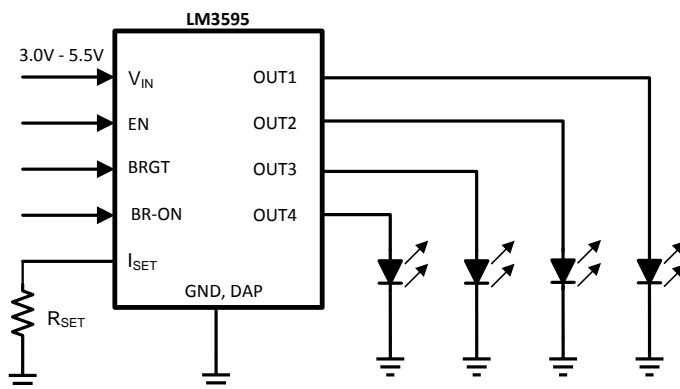 LM3595
3.0V - 5.5V
VIN
OUT1
EN
OUT2
BRGT
OUT3
BR-ON
OUT4
ISET
GND, DAP
RSET